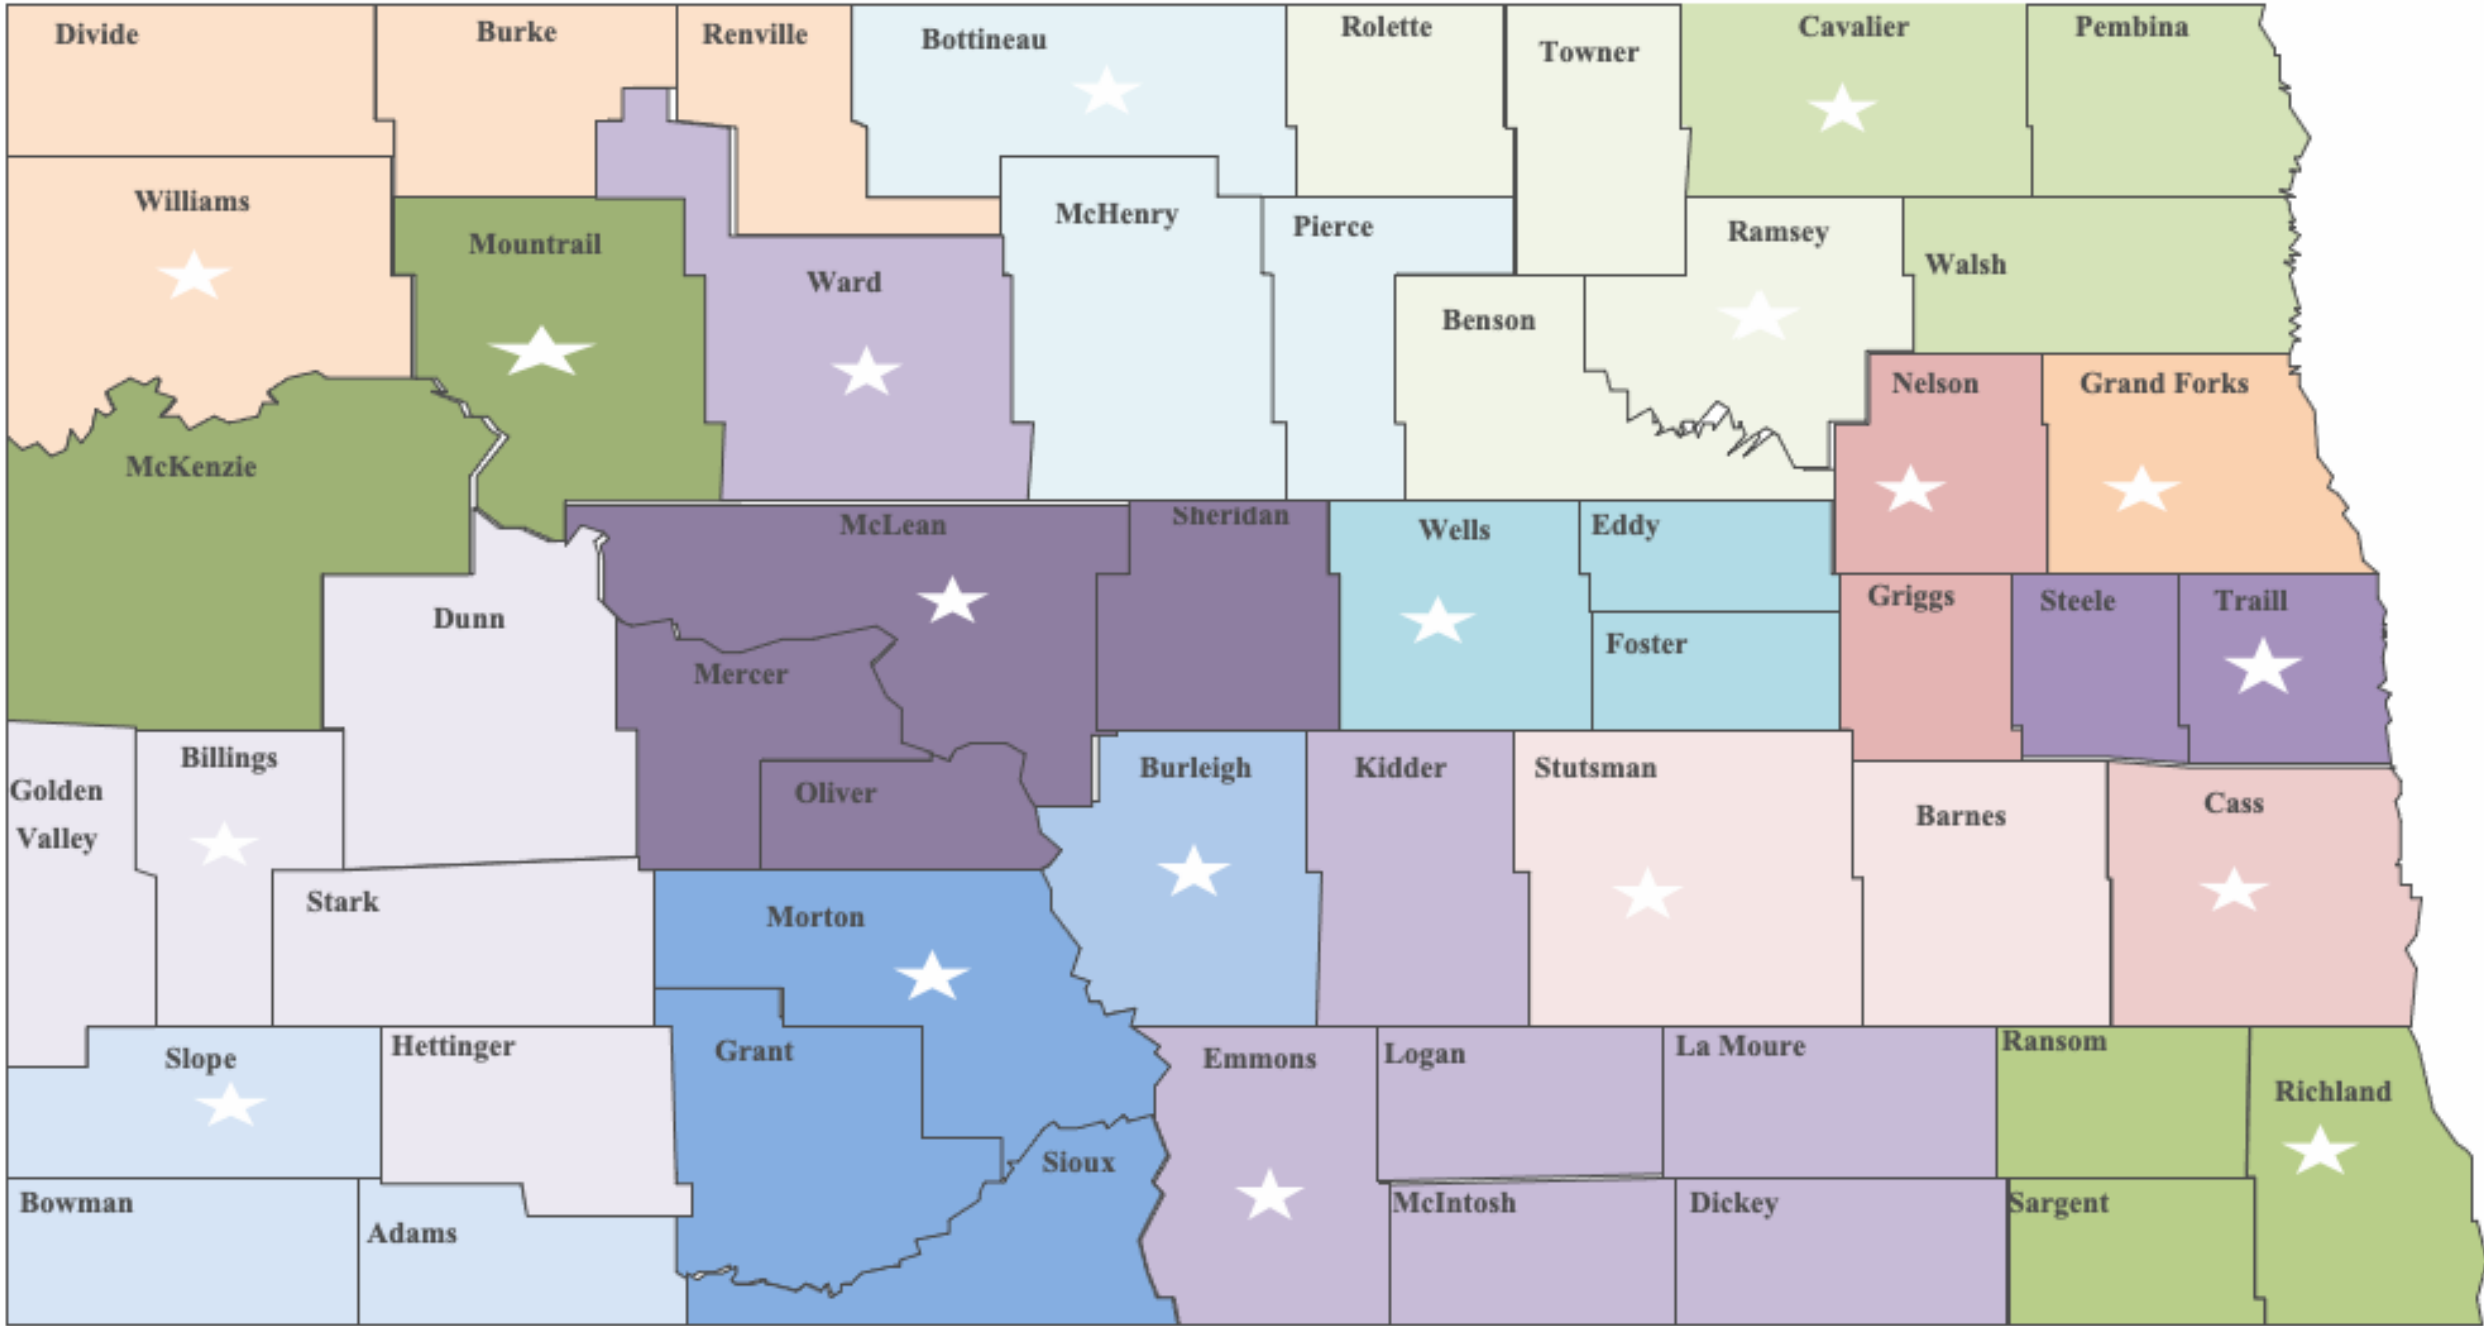 Divide
Burke
Renville
Bottineau
Rolette
Towner
Cavalier
Pembina
Williams
Mountrail
Ward
McHenry
Pierce
Ramsey
Walsh
Benson
Nelson
Grand Forks
McKenzie
Dunn
McLean
Sheridan
Wells
Eddy
Foster
Griggs
Steele
Traill
Mercer
Oliver
Golden
Valley
Billings
Stark
Burleigh
Kidder
Stutsman
Barnes
Cass
Morton
Grant
Slope
Hettinger
Emmons
Logan
La Moure
Ransom
Richland
Sioux
Bowman
Adams
McIntosh
Dickey
Sargent